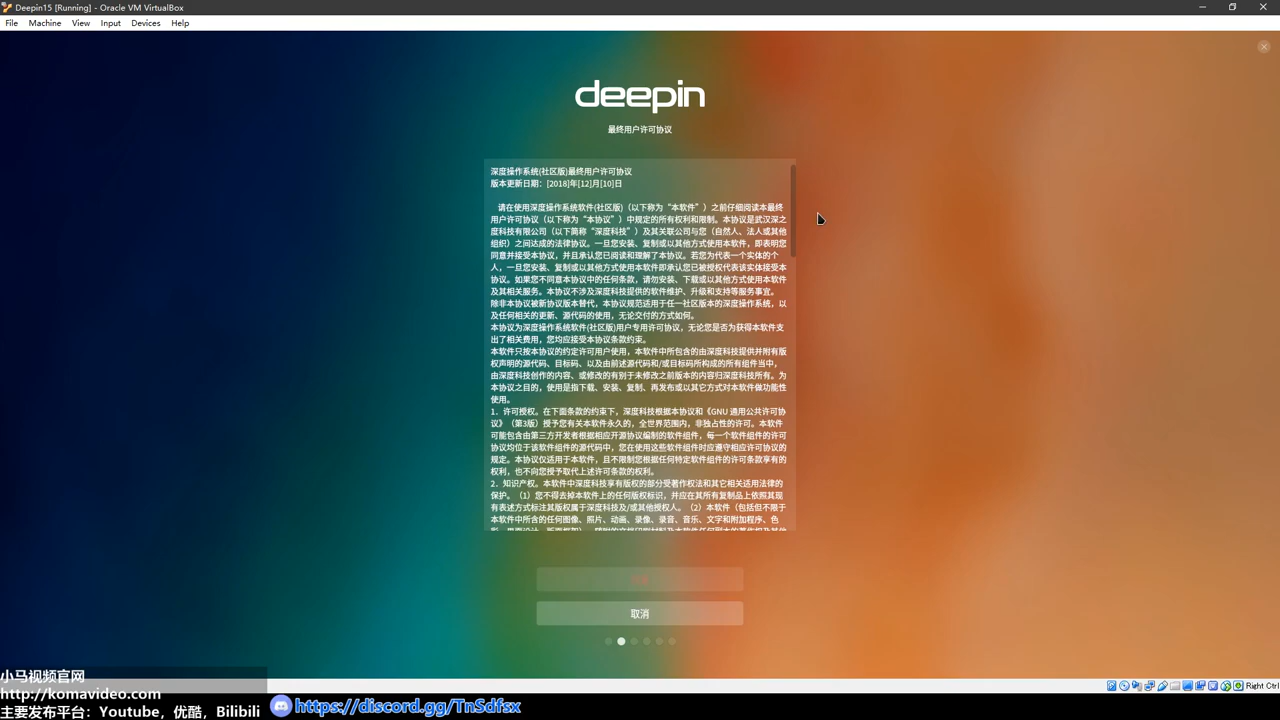 Deepin15 [Running] - Oracle VM VirtualBox
File Machine View Input Devices Help
deepin
最终用户许可协议
深度操作系统(社区版)最终用户许可协议
版本更新日期：[2018]年[12]月[10]日
请在使用深度操作系统软件(社区版)（以下称为“本软件”）之前仔细阅读本最终
用户许可协议（以下称为“本协议”）中规定的所有权利和限制。本协议是武汉深之
度科技有限公司（以下简称“深度科技”）及其关联公司与您（自然人、法人或其他
组织）之间达成的法律协议。一旦您安装、复制或以其他方式使用本软件，即表明您
同意并接受本协议，并且承认您已阅读和理解了本协议。若您为代表一个实体的个
人，一旦您安装、复制或以其他方式使用本软件即承认您已被授权代表该实体接受本
协议。如果您不同意本协议中的任何条款，请勿安装、下载或以其他方式使用本软件
及其相关服务。本协议不涉及深度科技提供的软件维护、升级和支持等服务事宜。
除非本协议被新协议版本替代，本协议规范适用于任一社区版本的深度操作系统，以
及任何相关的更新、源代码的使用，无论交付的方式如何。
本协议为深度操作系统软件(社区版)用户专用许可协议，无论您是否为获得本软件支
出了相关费用，您均应接受本协议条款约束。
本软件只按本协议的约定许可用户使用，本软件中所包含的由深度科技提供并附有版
权声明的源代码、目标码、以及由前述源代码和/或目标码所构成的所有组件当中，
由深度科技创作的内容、或修改的有别于未修改之前版本的内容归深度科技所有。为
本协议之目的，使用是指下载、安装、复制、再发布或以其它方式对本软件做功能性
使用。
1．许可授权。在下面条款的约束下，深度科技根据本协议和《GNU 通用公共许可协
议》（第3版）授予您有关本软件永久的，全世界范围内，非独占性的许可。本软件
可能包含由第三方开发者根据相应开源协议编制的软件组件，每一个软件组件的许可
协议均位于该软件组件的源代码中，您在使用这些软件组件时应遵守相应许可协议的
规定。本协议仅适用于本软件，且不限制您根据任何特定软件组件的许可条款享有的
权利，也不向您授予取代上述许可条款的权利。
2．知识产权。本软件中深度科技享有版权的部分受著作权法和其它相关适用法律的
保护。（1）您不得去掉本软件上的任何版权标识，并应在其所有复制品上依照其现
有表述方式标注其版权属于深度科技及/或其他授权人。（2）本软件（包括但不限于
本软件中所含的任何图像、照片、动画、录像、录音、音乐、文字和附加程序、色
取消
Right Ctrl
小马视频官网
http://komavideo.com
主要发布平台：Youtube，优酷，Bilibili
https://discord.gg/TnSdfsx